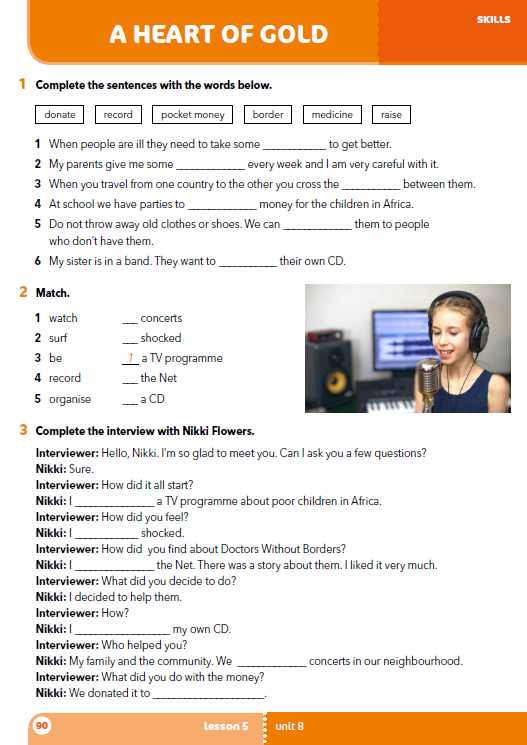 A HEART OF GOLD
SKILLS
1 Complete the sentences with the words below.
donate record pocket money border medicine raise
1 When people are ill they need to take some ____________ to get better.
2 My parents give me some _____________ every week and I am very careful with it.
3 When you travel from one country to the other you cross the ___________ between them.
4 At school we have parties to _____________ money for the children in Africa.
5 Do not throw away old clothes or shoes. We can _____________ them to people
who don't have them.
6 My sister is in a band. They want to ___________ their own CD.
2 Match.
1 watch ___ concerts
2 surf ___ shocked
3 be _1_ a TV programme
4 record ___ the Net
5 organise ___ a CD
3 Complete the interview with Nikki Flowers.
Interviewer: Hello, Nikki. I'm so glad to meet you. Can I ask you a few questions?
Nikki: Sure.
Interviewer: How did it all start?
Nikki: I _______________ a TV programme about poor children in Africa.
Interviewer: How did you feel?
Nikki: I ____________ shocked.
Interviewer: How did you find about Doctors Without Borders?
Nikki: I _______________ the Net. There was a story about them. I liked it very much.
Interviewer: What did you decide to do?
Nikki: I decided to help them.
Interviewer: How?
Nikki: I __________________ my own CD.
Interviewer: Who helped you?
Nikki: My family and the community. We _____________ concerts in our neighbourhood.
Interviewer: What did you do with the money?
Nikki: We donated it to _____________________.
90 lesson 5 unit 8